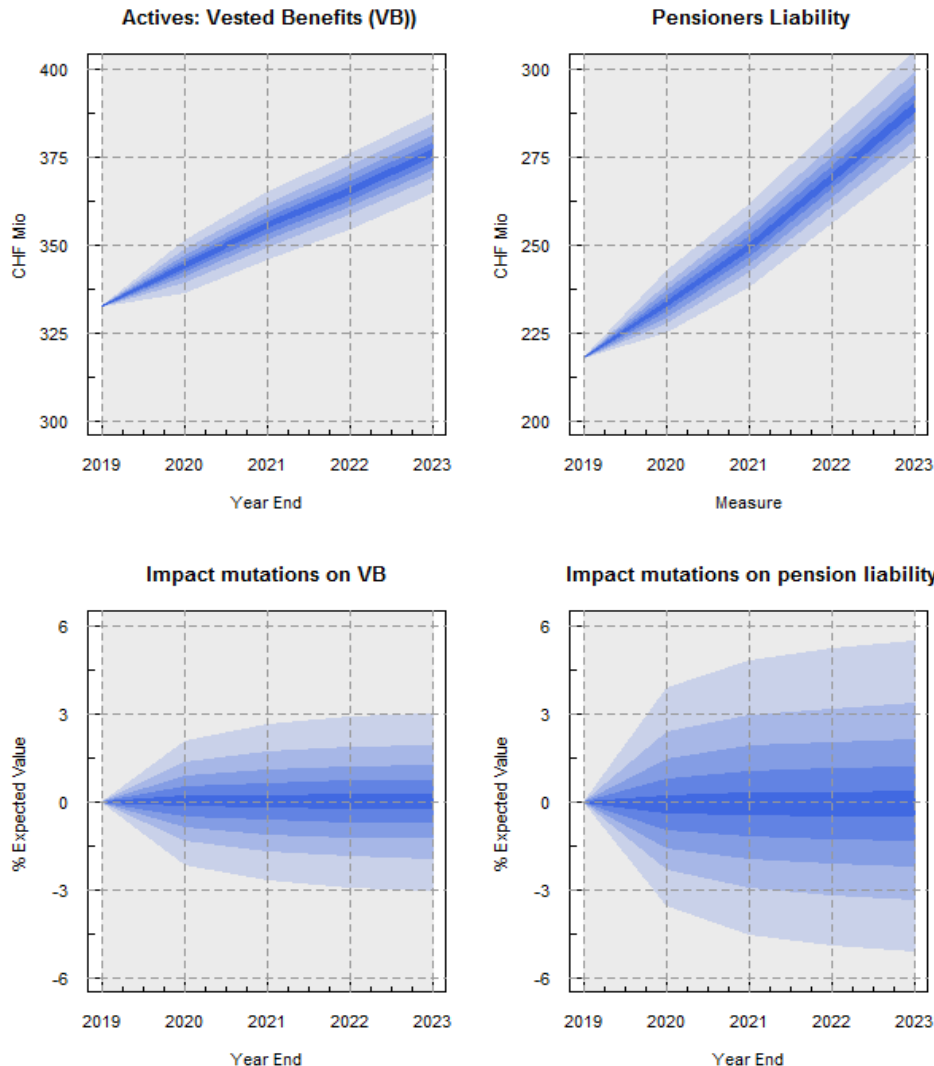 Actives: Vested Benefits (VB))
400
375
350
325
300
CHF Mio
2019 2020 2021 2022 2023
Year End
Pensioners Liability
300
275
250
225
200
CHF Mio
2019 2020 2021 2022 2023
Measure
Impact mutations on VB
6
3
0
-3
-6
% Expected Value
2019 2020 2021 2022 2023
Year End
Impact mutations on pension liability
6
3
0
-3
-6
% Expected Value
2019 2020 2021 2022 2023
Year End